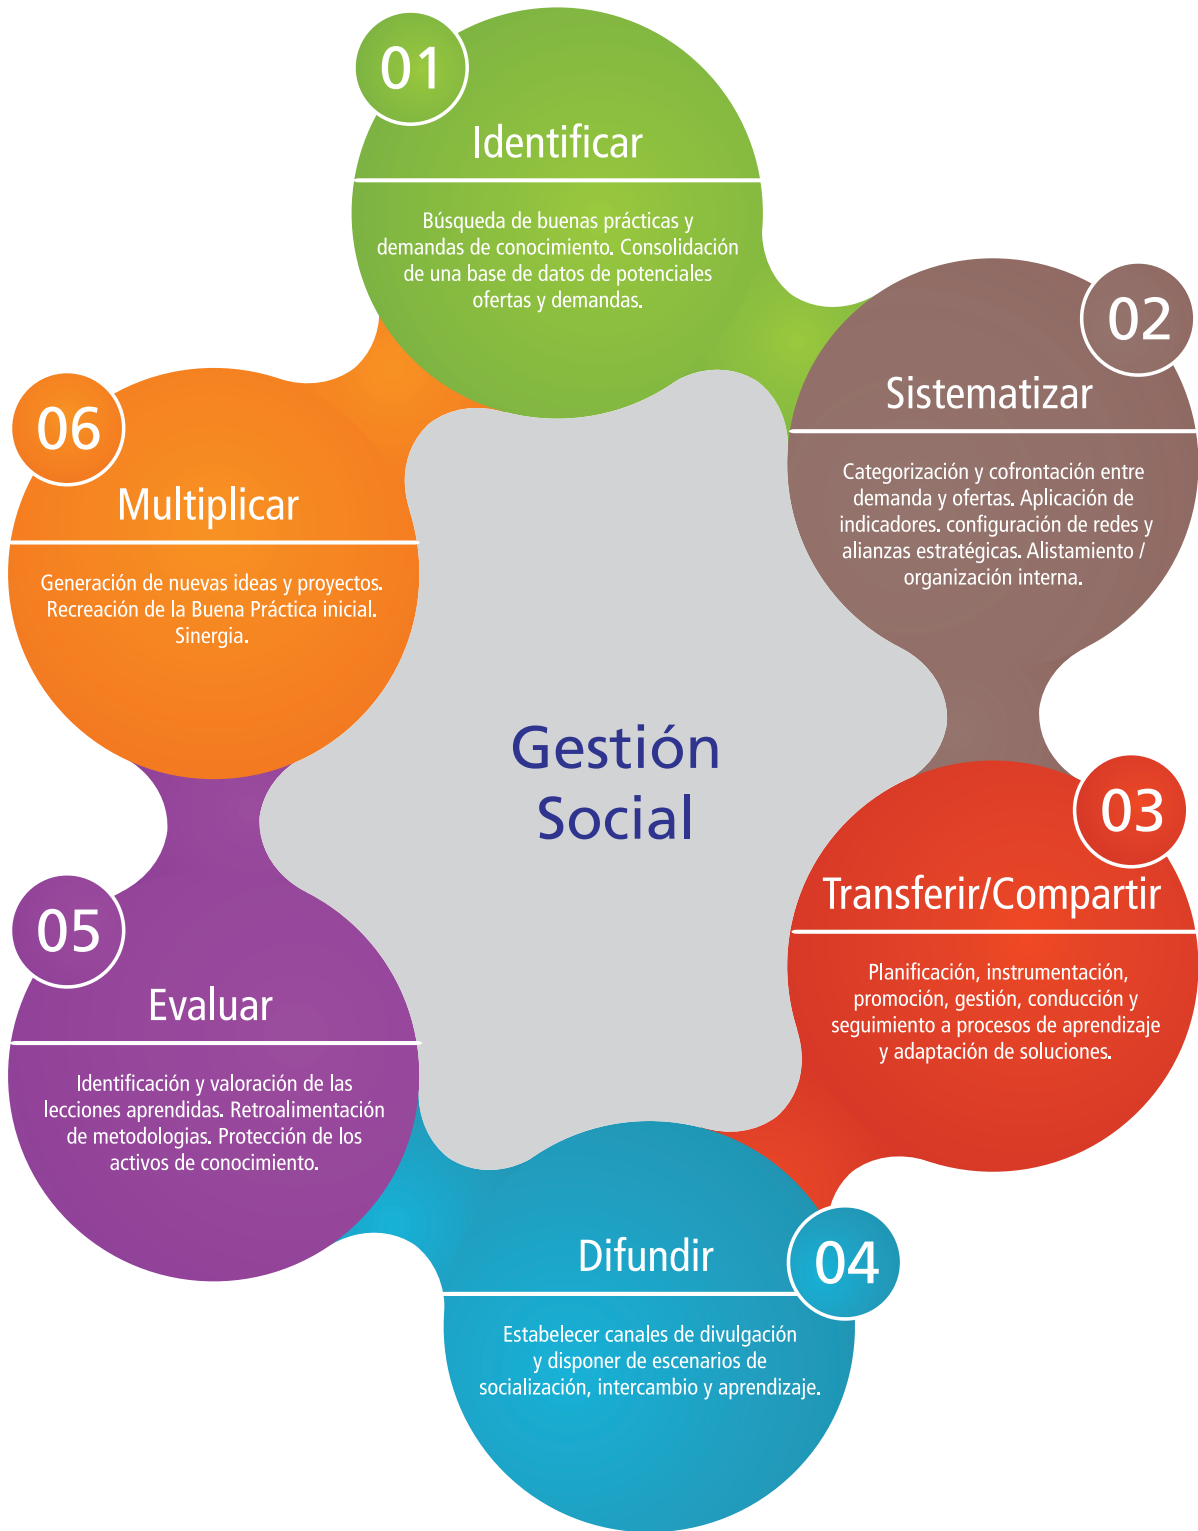 01
Identificar
Búsqueda de buenas prácticas y
demandas de conocimiento. Consolidación
de una base de datos de potenciales
ofertas y demandas.
02
Sistematizar
Categorización y cofrontación entre
demanda y ofertas. Aplicación de
indicadores. configuración de redes y
alianzas estratégicas. Alistamiento /
organización interna.
03
Transferir/Compartir
Planificación, instrumentación,
promoción, gestión, conducción y
seguimiento a procesos de aprendizaje
y adaptación de soluciones.
04
Difundir
Estabelecer canales de divulgación
y disponer de escenarios de
socialización, intercambio y aprendizaje.
05
Evaluar
Identificación y valoración de las
lecciones aprendidas. Retroalimentación
de metodologias. Protección de los
activos de conocimiento.
06
Multiplicar
Generación de nuevas ideas y proyectos.
Recreación de la Buena Práctica inicial.
Sinergia.
Gestión
Social